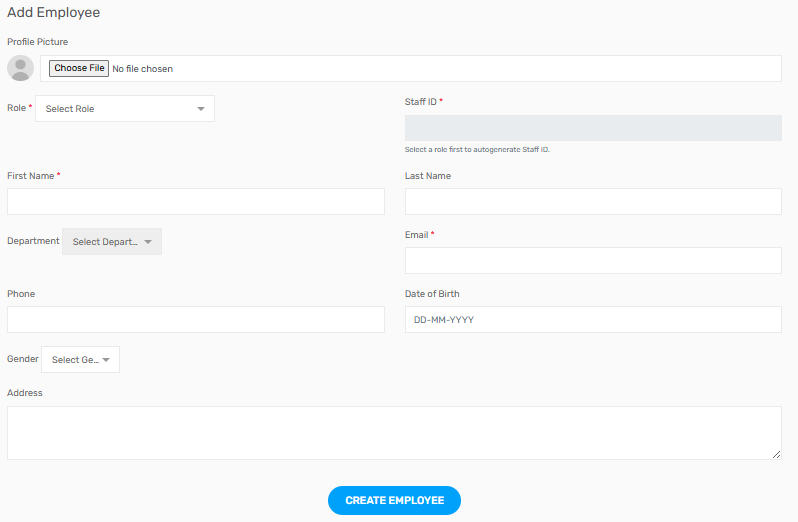 Add Employee
Profile Picture
Choose File No file chosen
Role * Select Role
Staff ID *
Select a role first to autogenerate Staff ID.
First Name *
Last Name
Department Select Depart...
Email *
Phone
Date of Birth
DD-MM-YYYY
Gender Select Ge...
Address
CREATE EMPLOYEE